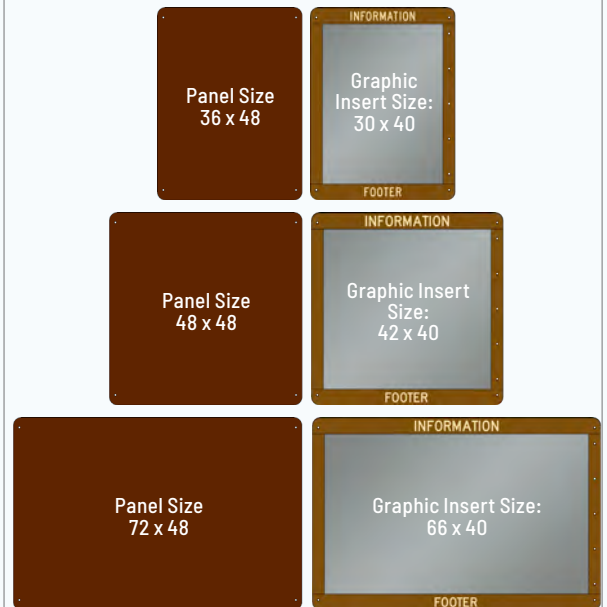 INFORMATION
Panel Size
36 x 48
Graphic
Insert Size:
30 x 40
FOOTER
INFORMATION
Panel Size
48 x 48
Graphic Insert
Size:
42 x 40
FOOTER
INFORMATION
Panel Size
72 x 48
Graphic Insert Size:
66 x 40
FOOTER